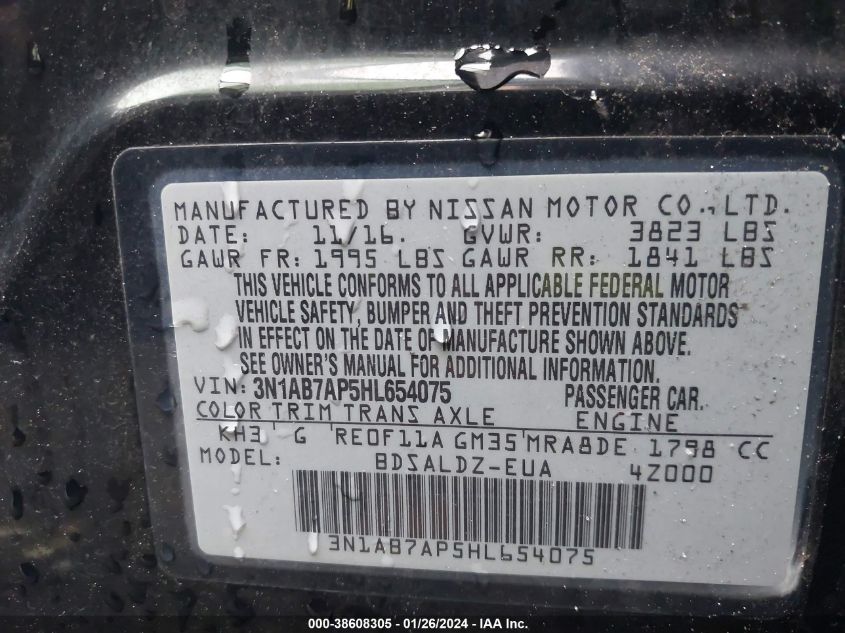 MANUFACTURED BY NISSAN MOTOR CO., LTD.
DATE: 11/16. GVWR: 3823 LBS
GAWR FR: 1995 LBS GAWR RR: 1841 LBS
THIS VEHICLE CONFORMS TO ALL APPLICABLE FEDERAL MOTOR
VEHICLE SAFETY, BUMPER AND THEFT PREVENTION STANDARDS
IN EFFECT ON THE DATE OF MANUFACTURE SHOWN ABOVE.
SEE OWNER'S MANUAL FOR ADDITIONAL INFORMATION.
VIN: 3N1AB7AP5HL654075 PASSENGER CAR.
COLOR TRIM TRANS AXLE ENGINE
KH3 G RE0F11A GM35 MRA8DE 1798 CC
MODEL: BDSALDZ-EUA 4Z000
3N1AB7AP5HL654075
000-38608305 - 01/26/2024 - IAA Inc.